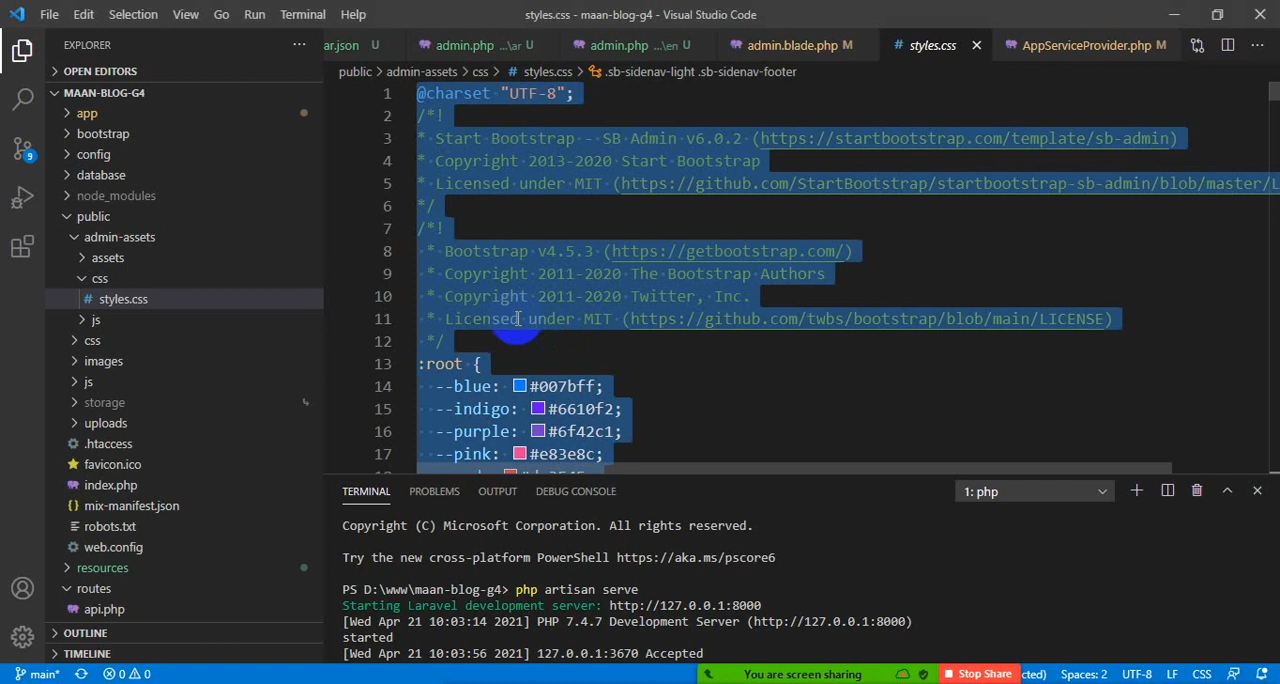 File Edit Selection View Go Run Terminal Help
styles.css - maan-blog-g4 - Visual Studio Code
EXPLORER
ar.json U
admin.php ...\ar U
admin.php ...\en U
admin.blade.php M
styles.css
AppServiceProvider.php M
public > admin-assets > css > # styles.css > .sb-sidenav-light .sb-sidenav-footer
OPEN EDITORS
MAAN-BLOG-G4
app
bootstrap
config
database
node_modules
public
admin-assets
assets
css
# styles.css
js
css
images
js
storage
uploads
.htaccess
favicon.ico
index.php
mix-manifest.json
robots.txt
web.config
resources
routes
api.php
OUTLINE
TIMELINE
9
1 @charset "UTF-8";
2 /*!
3 * Start Bootstrap - SB Admin v6.0.2 (https://startbootstrap.com/template/sb-admin)
4 * Copyright 2013-2020 Start Bootstrap
5 * Licensed under MIT (https://github.com/StartBootstrap/startbootstrap-sb-admin/blob/master/L
6 */
7 /*!
8 * Bootstrap v4.5.3 (https://getbootstrap.com/)
9 * Copyright 2011-2020 The Bootstrap Authors
10 * Copyright 2011-2020 Twitter, Inc.
11 * Licensed under MIT (https://github.com/twbs/bootstrap/blob/main/LICENSE)
12 */
13 :root {
14 --blue: #007bff;
15 --indigo: #6610f2;
16 --purple: #6f42c1;
17 --pink: #e83e8c;
TERMINAL PROBLEMS OUTPUT DEBUG CONSOLE
1: php
Copyright (C) Microsoft Corporation. All rights reserved.
Try the new cross-platform PowerShell https://aka.ms/pscore6
PS D:\www\maan-blog-g4> php artisan serve
Starting Laravel development server: http://127.0.0.1:8000
[Wed Apr 21 10:03:14 2021] PHP 7.4.7 Development Server (http://127.0.0.1:8000)
started
[Wed Apr 21 10:03:56 2021] 127.0.0.1:3670 Accepted
main* 0 0
You are screen sharing
Stop Share
cted) Spaces: 2 UTF-8 LF CSS